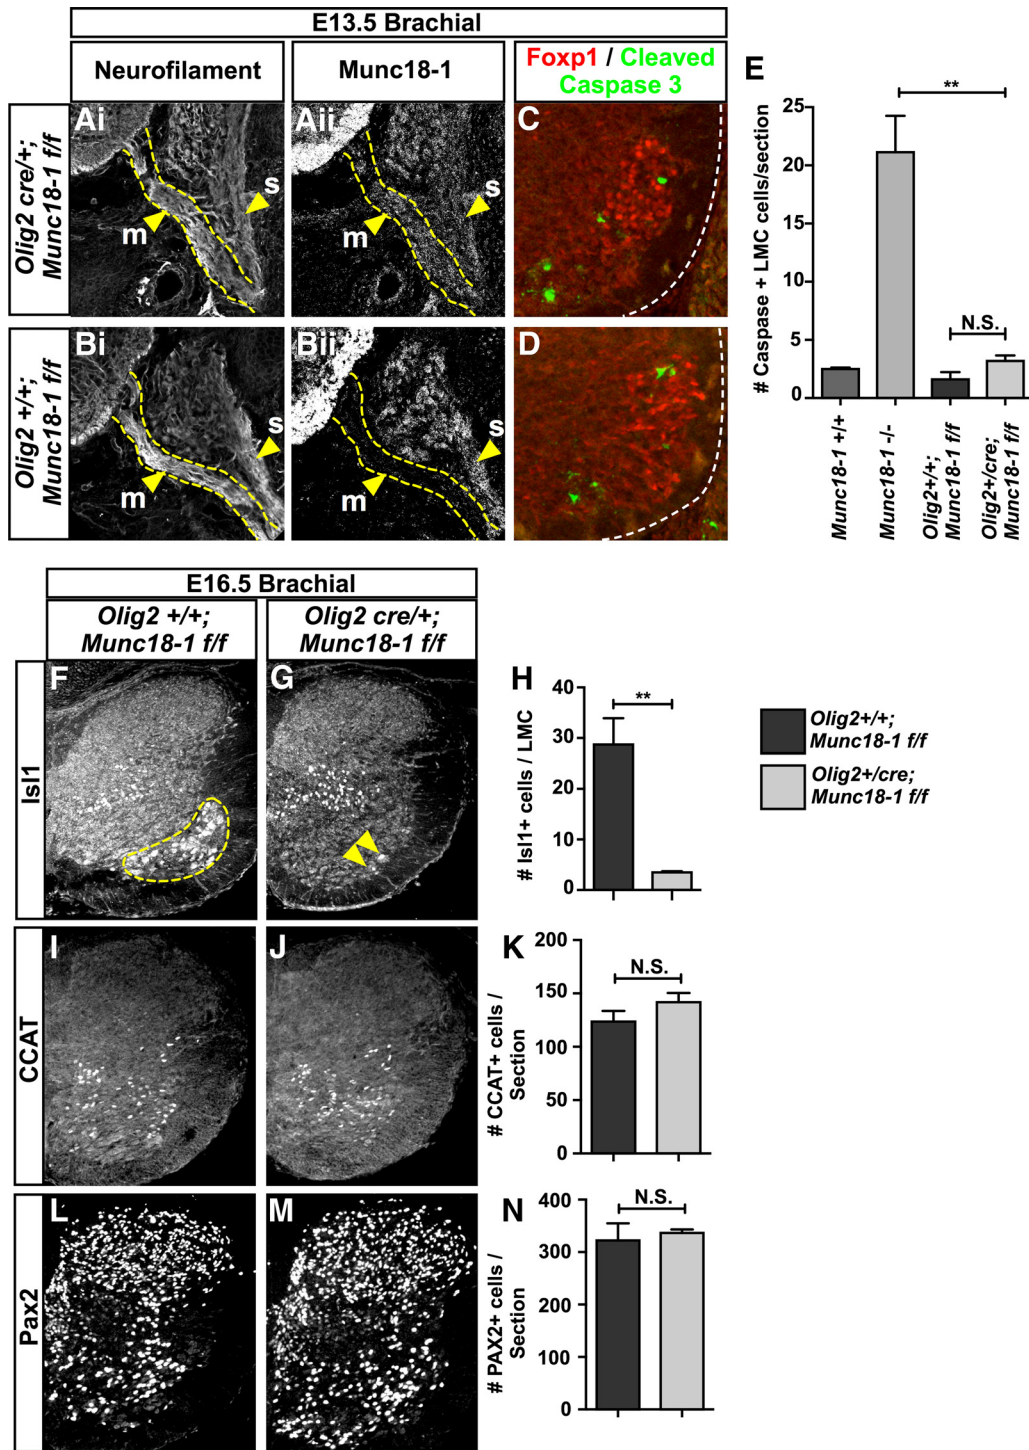 E13.5 Brachial
Neurofilament
Munc18-1
Foxp1 / Cleaved
Caspase 3
Olig2 cre/+;
Munc18-1 f/f
Olig2 +/+;
Munc18-1 f/f
Ai
m
s
Aii
m
s
C
Bi
m
s
Bii
m
s
D
E
# Caspase + LMC cells/section
25
20
15
10
5
0
**
N.S.
Munc18-1 +/+
Munc18-1 -/-
Olig2+/+;
Munc18-1 f/f
Olig2+/cre;
Munc18-1 f/f
E16.5 Brachial
Olig2 +/+;
Munc18-1 f/f
Olig2 cre/+;
Munc18-1 f/f
Isl1
F
G
H
# Isl1+ cells / LMC
40
30
20
10
0
**
Olig2+/+;
Munc18-1 f/f
Olig2+/cre;
Munc18-1 f/f
CCAT
I
J
K
# CCAT+ cells /
Section
200
150
100
50
0
N.S.
Pax2
L
M
N
# PAX2+ cells /
Section
400
300
200
100
0
N.S.